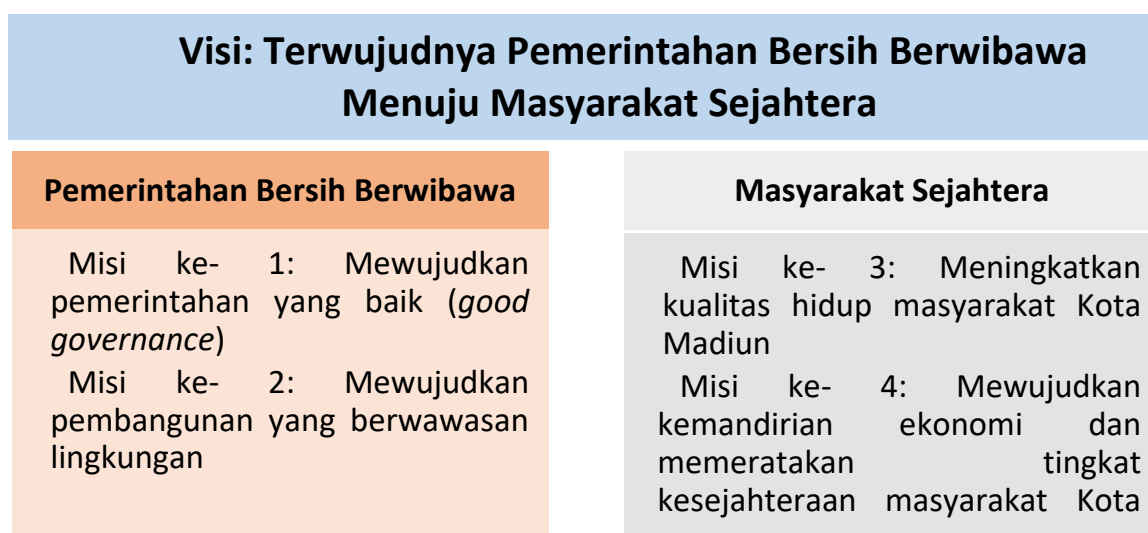 Visi: Terwujudnya Pemerintahan Bersih Berwibawa
Menuju Masyarakat Sejahtera
Pemerintahan Bersih Berwibawa
Misi ke- 1: Mewujudkan
pemerintahan yang baik (good
governance)
Misi ke- 2: Mewujudkan
pembangunan yang berwawasan
lingkungan
Masyarakat Sejahtera
Misi ke- 3: Meningkatkan
kualitas hidup masyarakat Kota
Madiun
Misi ke- 4: Mewujudkan
kemandirian ekonomi dan
memeratakan tingkat
kesejahteraan masyarakat Kota